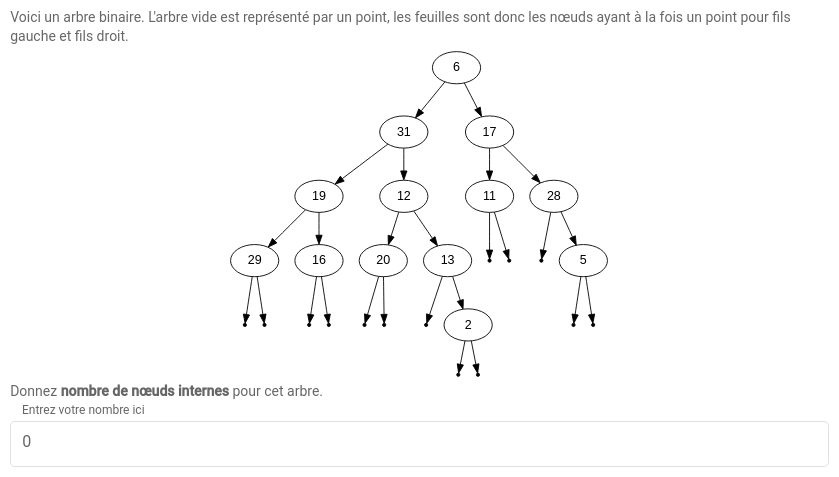 Voici un arbre binaire. L'arbre vide est représenté par un point, les feuilles sont donc les nœuds ayant à la fois un point pour fils
gauche et fils droit.
6
31 17
19 12 11 28
29 16 20 13 5
2
Donnez nombre de nœuds internes pour cet arbre.
Entrez votre nombre ici
0